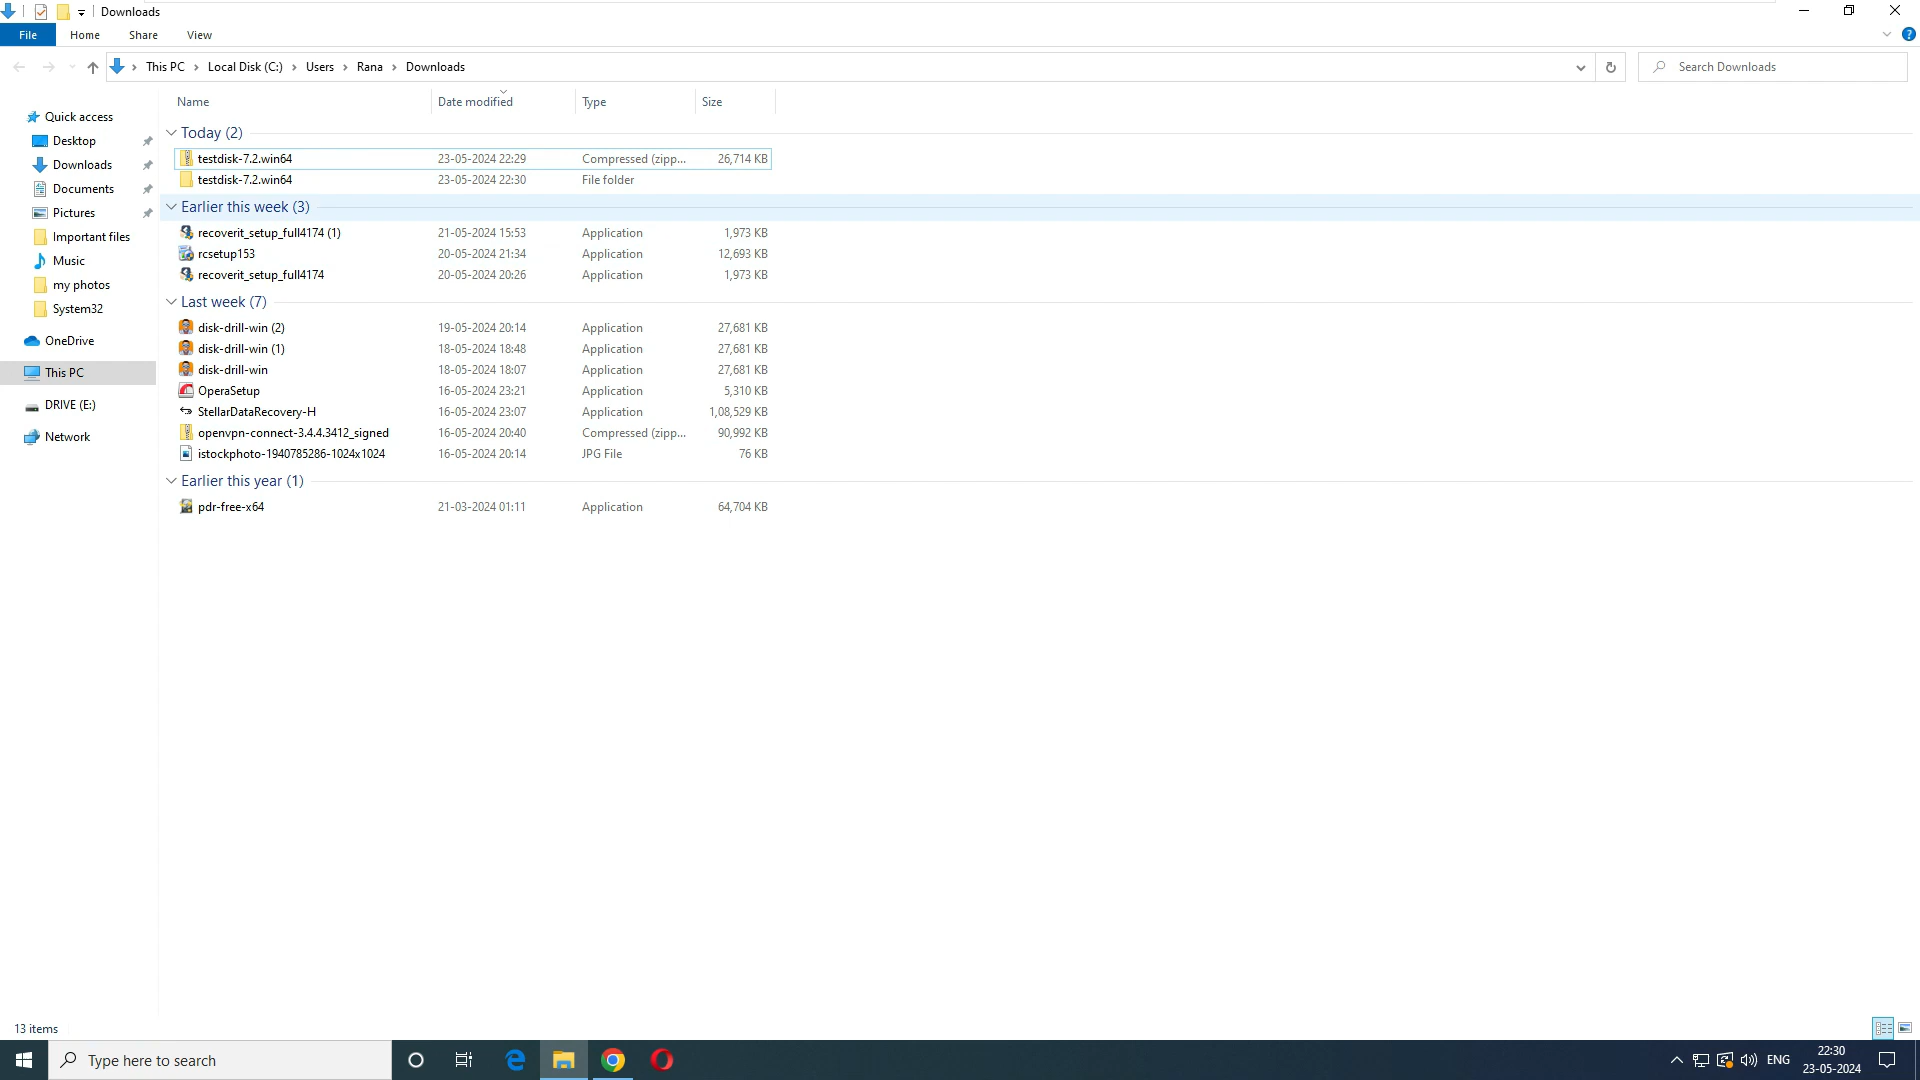 Downloads
File Home Share View
This PC Local Disk (C:) Users Rana Downloads Search Downloads
Name Date modified Type Size
Quick access
Desktop
Downloads
Documents
Pictures
Important files
Music
my photos
System32
OneDrive
This PC
DRIVE (E:)
Network
Today (2)
testdisk-7.2.win64 23-05-2024 22:29 Compressed (zipp... 26,714 KB
testdisk-7.2.win64 23-05-2024 22:30 File folder
Earlier this week (3)
recoverit_setup_full4174 (1) 21-05-2024 15:53 Application 1,973 KB
rcsetup153 20-05-2024 21:34 Application 12,693 KB
recoverit_setup_full4174 20-05-2024 20:26 Application 1,973 KB
Last week (7)
disk-drill-win (2) 19-05-2024 20:14 Application 27,681 KB
disk-drill-win (1) 18-05-2024 18:48 Application 27,681 KB
disk-drill-win 18-05-2024 18:07 Application 27,681 KB
OperaSetup 16-05-2024 23:21 Application 5,310 KB
StellarDataRecovery-H 16-05-2024 23:07 Application 1,08,529 KB
openvpn-connect-3.4.4.3412_signed 16-05-2024 20:40 Compressed (zipp... 90,992 KB
istockphoto-1940785286-1024x1024 16-05-2024 20:14 JPG File 76 KB
Earlier this year (1)
pdr-free-x64 21-03-2024 01:11 Application 64,704 KB
13 items
Type here to search
ENG
22:30
23-05-2024